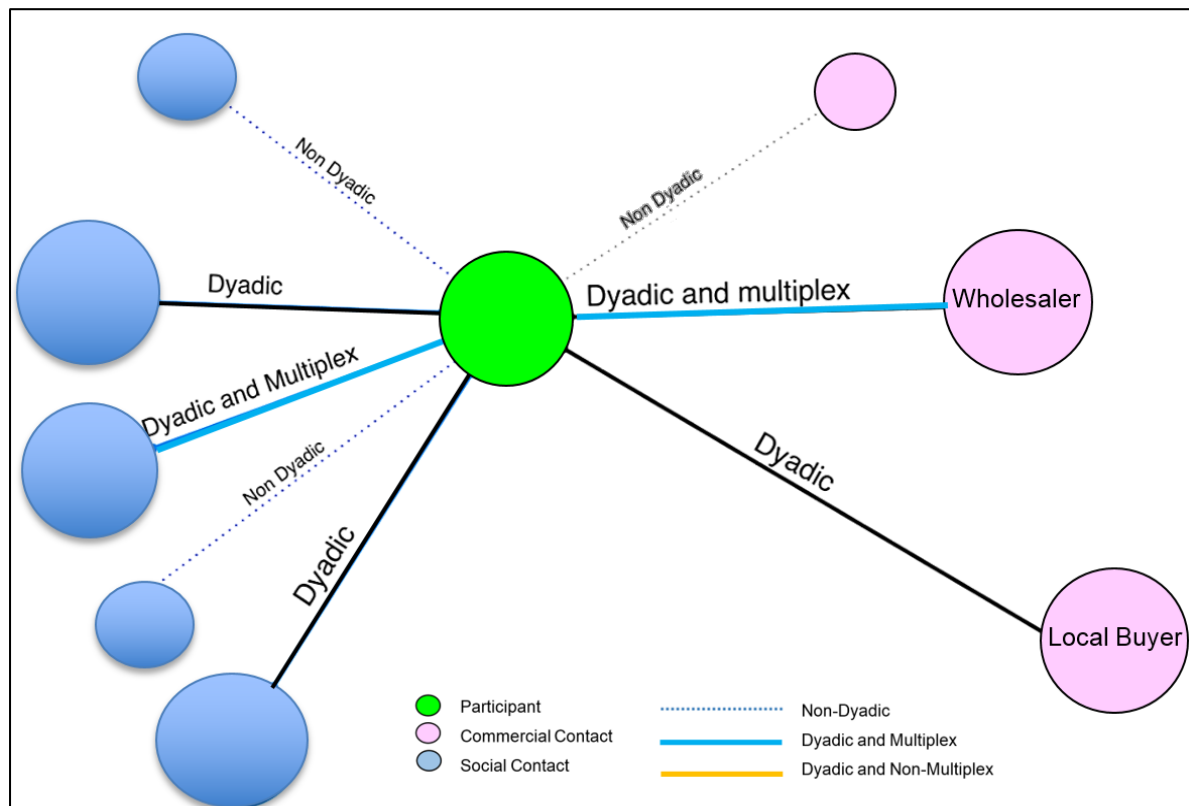 Non Dyadic
Non Dyadic
Dyadic
Dyadic and multiplex
Wholesaler
Dyadic and Multiplex
Non Dyadic
Dyadic
Dyadic
Local Buyer
Participant
Commercial Contact
Social Contact
Non-Dyadic
Dyadic and Multiplex
Dyadic and Non-Multiplex